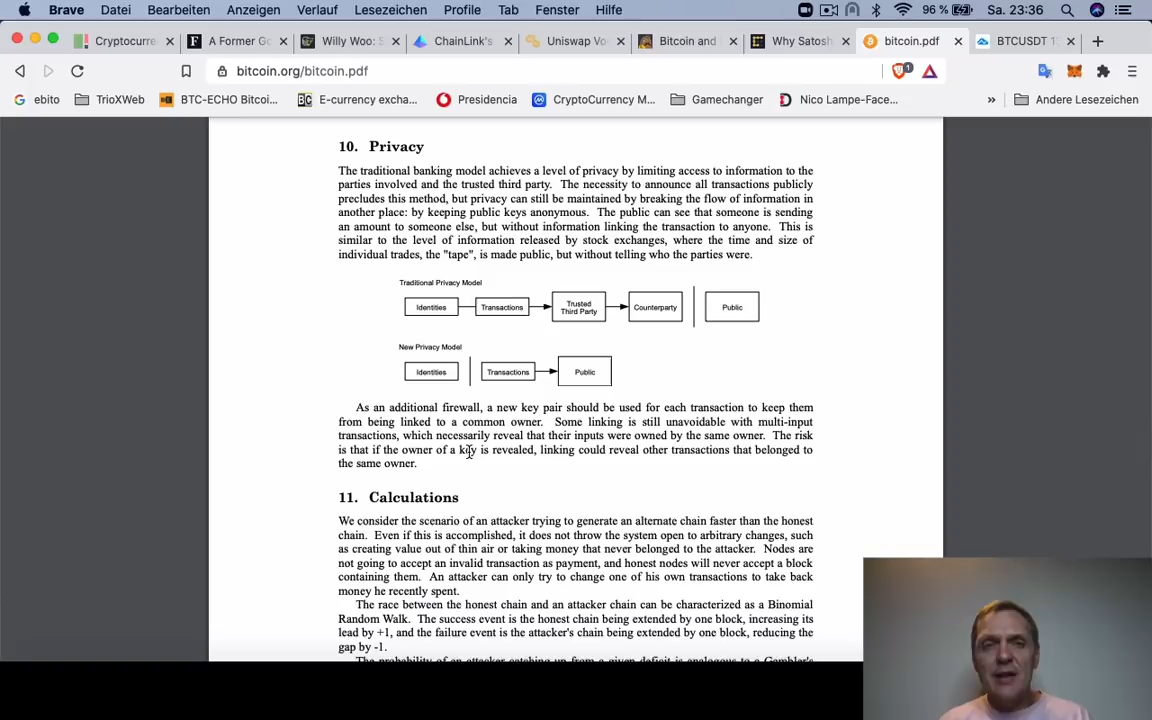 Brave Datei Bearbeiten Anzeigen Verlauf Lesezeichen Profile Tab Fenster Hilfe 96 % Sa. 23:36
Cryptocurre F A Former Go Willy Woo: S ChainLink's Uniswap Vo Bitcoin and Why Satosh bitcoin.pdf BTCUSDT 1
bitcoin.org/bitcoin.pdf 1
ebito TrioXWeb BTC-ECHO Bitcoi... E-currency excha... Presidencia CryptoCurrency M... Gamechanger Nico Lampe-Face... » Andere Lesezeichen
10. Privacy
The traditional banking model achieves a level of privacy by limiting access to information to the
parties involved and the trusted third party. The necessity to announce all transactions publicly
precludes this method, but privacy can still be maintained by breaking the flow of information in
another place: by keeping public keys anonymous. The public can see that someone is sending
an amount to someone else, but without information linking the transaction to anyone. This is
similar to the level of information released by stock exchanges, where the time and size of
individual trades, the "tape", is made public, but without telling who the parties were.
Traditional Privacy Model
Identities Transactions Trusted Third Party Counterparty Public
New Privacy Model
Identities Transactions Public
As an additional firewall, a new key pair should be used for each transaction to keep them
from being linked to a common owner. Some linking is still unavoidable with multi-input
transactions, which necessarily reveal that their inputs were owned by the same owner. The risk
is that if the owner of a key is revealed, linking could reveal other transactions that belonged to
the same owner.
11. Calculations
We consider the scenario of an attacker trying to generate an alternate chain faster than the honest
chain. Even if this is accomplished, it does not throw the system open to arbitrary changes, such
as creating value out of thin air or taking money that never belonged to the attacker. Nodes are
not going to accept an invalid transaction as payment, and honest nodes will never accept a block
containing them. An attacker can only try to change one of his own transactions to take back
money he recently spent.
The race between the honest chain and an attacker chain can be characterized as a Binomial
Random Walk. The success event is the honest chain being extended by one block, increasing its
lead by +1, and the failure event is the attacker's chain being extended by one block, reducing the
gap by -1.
The probability of an attacker catching up from a given deficit is analogous to a Gambler's